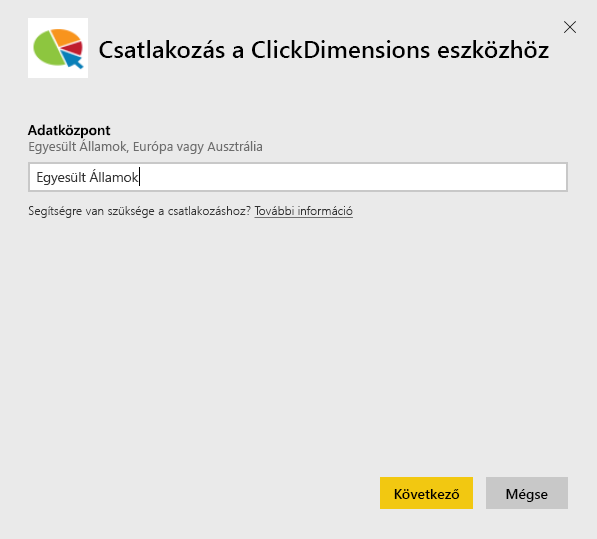 Csatlakozás a ClickDimensions eszközhöz
Adatközpont
Egyesült Államok, Európa vagy Ausztrália
Egyesült Államok
Segítségre van szüksége a csatlakozáshoz? További információ
Következő
Mégse